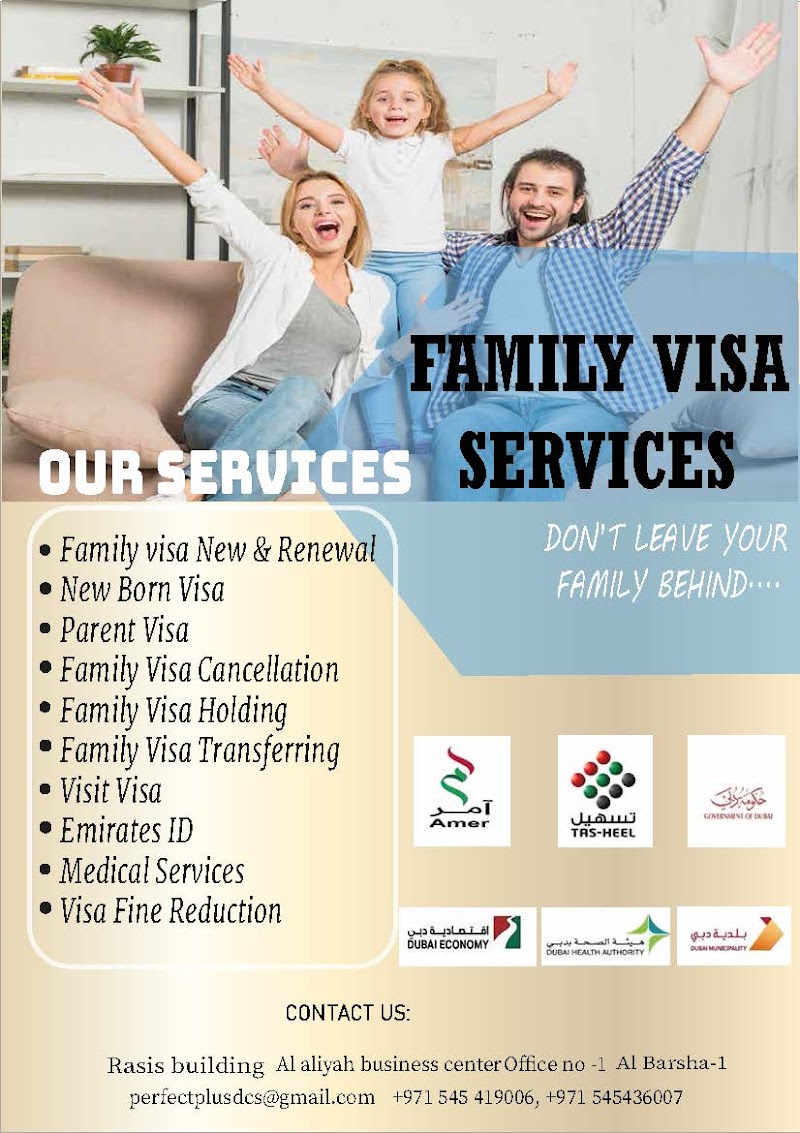 FAMILY VISA
SERVICES
OUR SERVICES
DON'T LEAVE YOUR
FAMILY BEHIND....
• Family visa New & Renewal
• New Born Visa
• Parent Visa
• Family Visa Cancellation
• Family Visa Holding
• Family Visa Transferring
• Visit Visa
• Emirates ID
• Medical Services
• Visa Fine Reduction
آمر
Amer
تسهيل
TAS-HEEL
حكومة دبي
GOVERNMENT OF DUBAI
اقتصادية دبي
DUBAI ECONOMY
هيئة الصحة بدبي
DUBAI HEALTH AUTHORITY
بلدية دبي
DUBAI MUNICIPALITY
CONTACT US:
Rasis building Al aliyah business center Office no -1 Al Barsha-1
perfectplusdcs@gmail.com +971 545 419006, +971 545436007